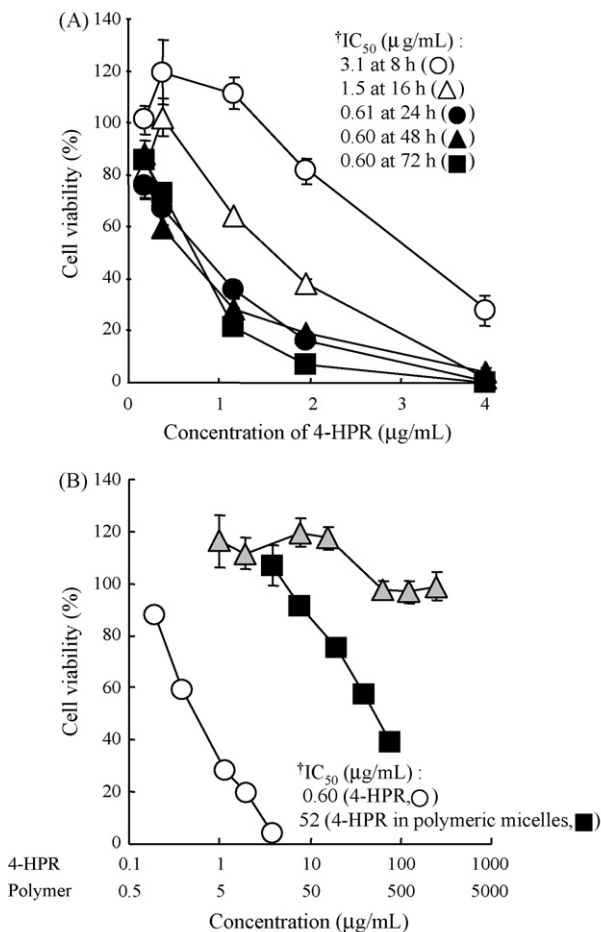 (A)
†IC50 (μg/mL) :
3.1 at 8 h (○)
1.5 at 16 h (△)
0.61 at 24 h (●)
0.60 at 48 h (▲)
0.60 at 72 h (■)
Cell viability (%)
140
120
100
80
60
40
20
0
0 1 2 3 4
Concentration of 4-HPR (μg/mL)
(B)
Cell viability (%)
140
120
100
80
60
40
20
0
†IC50 (μg/mL) :
0.60 (4-HPR,○)
52 (4-HPR in polymeric micelles,■)
4-HPR 0.1 1 10 100 1000
Polymer 0.5 5 50 500 5000
Concentration (μg/mL)